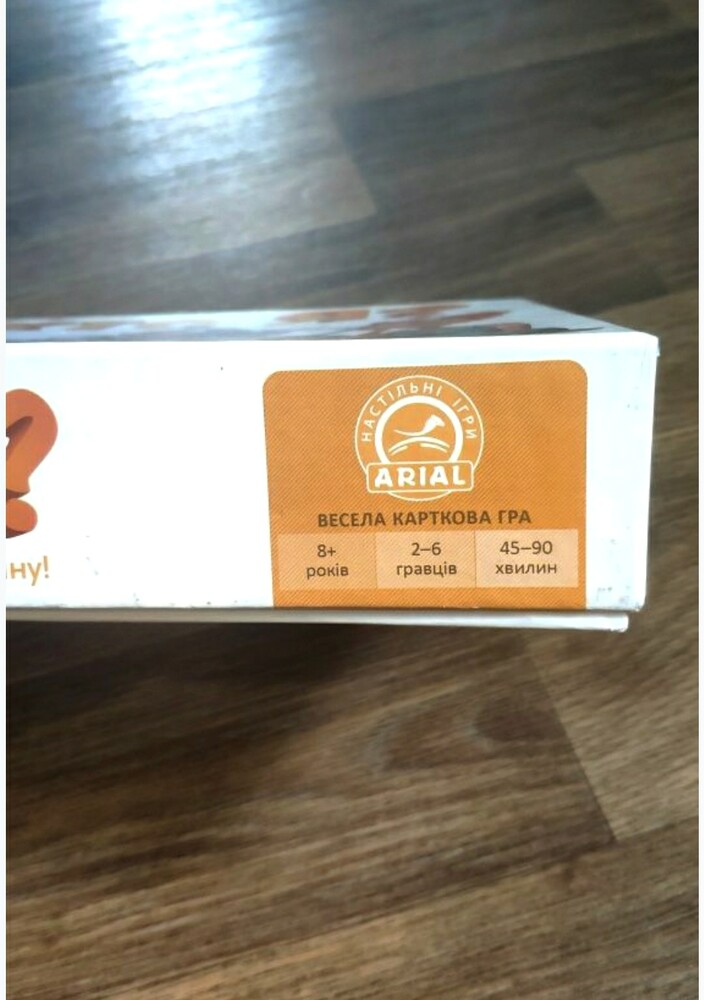 НАСТІЛЬНІ ІГРИ
ARIAL
ВЕСЕЛА КАРТКОВА ГРА
8+
років
2–6
гравців
45–90
хвилин
ну!